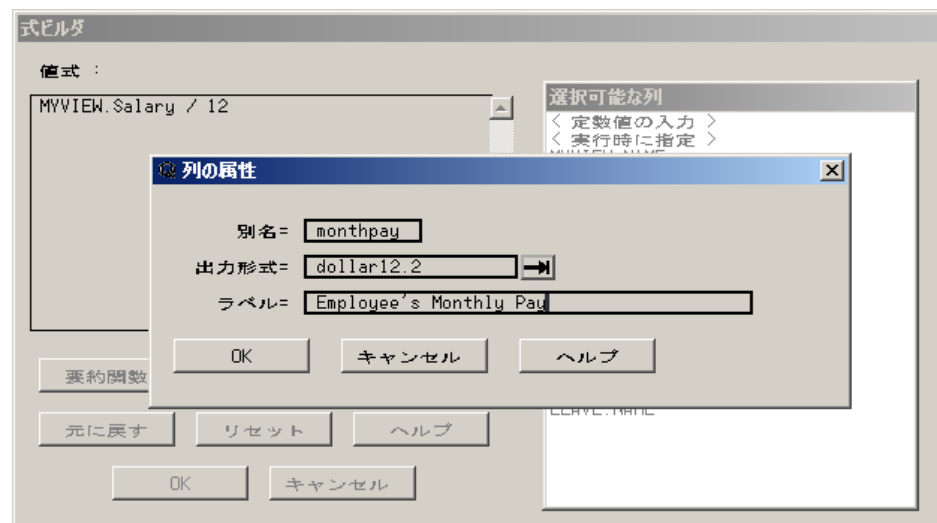 式ビルダ
値式 :
MYVIEW.Salary / 12
選択可能な列
< 定数値の入力 >
< 実行時に指定 >
列の属性
別名= monthpay
出力形式= dollar12.2
ラベル= Employee's Monthly Pay
OK キャンセル ヘルプ
要約関数
元に戻す リセット ヘルプ
OK キャンセル